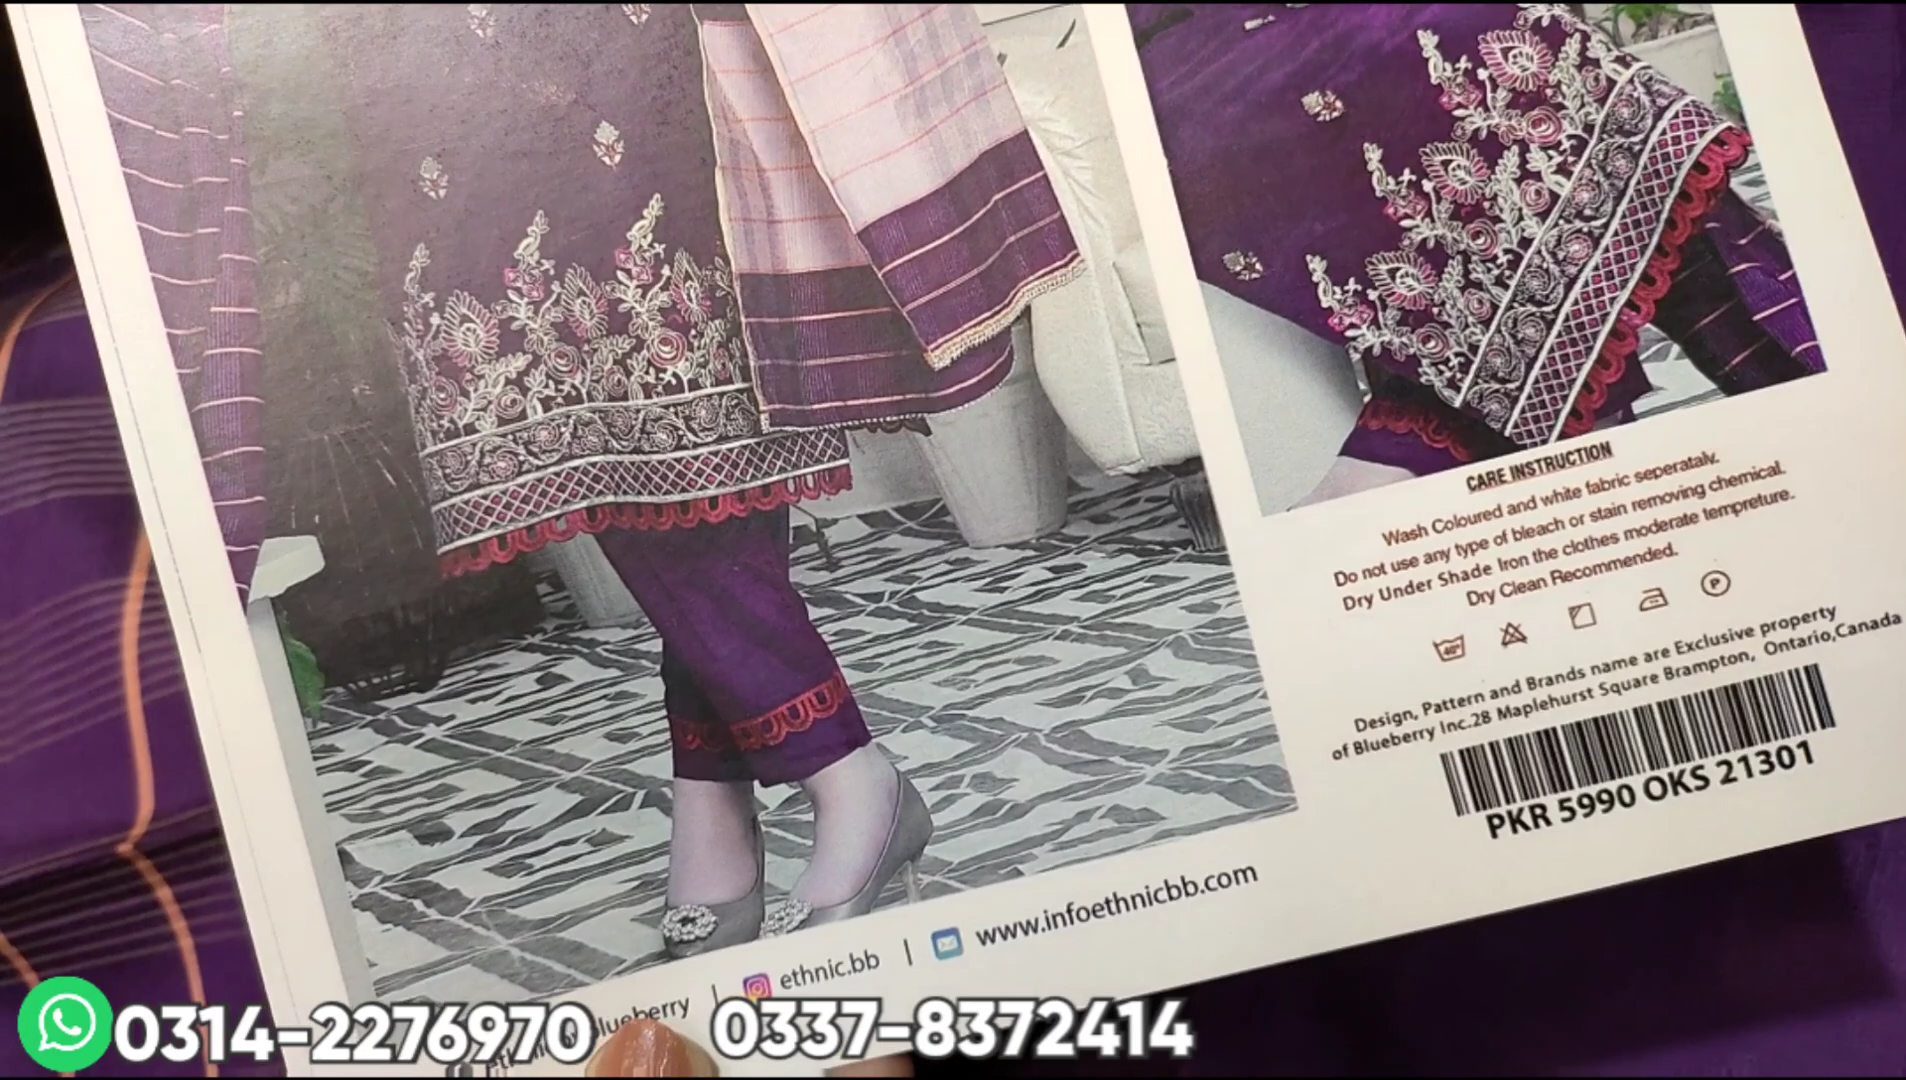 CARE INSTRUCTION
Wash Coloured and white fabric seperataly.
Do not use any type of bleach or stain removing chemical.
Dry Under Shade Iron the clothes moderate tempreture.
Dry Clean Recommended.
40°
P
Design, Pattern and Brands name are Exclusive property
of Blueberry Inc.28 Maplehurst Square Brampton, Ontario,Canada
PKR 5990 OKS 21301
ethnic.bb | www.infoethnicbb.com
0314-2276970 0337-8372414